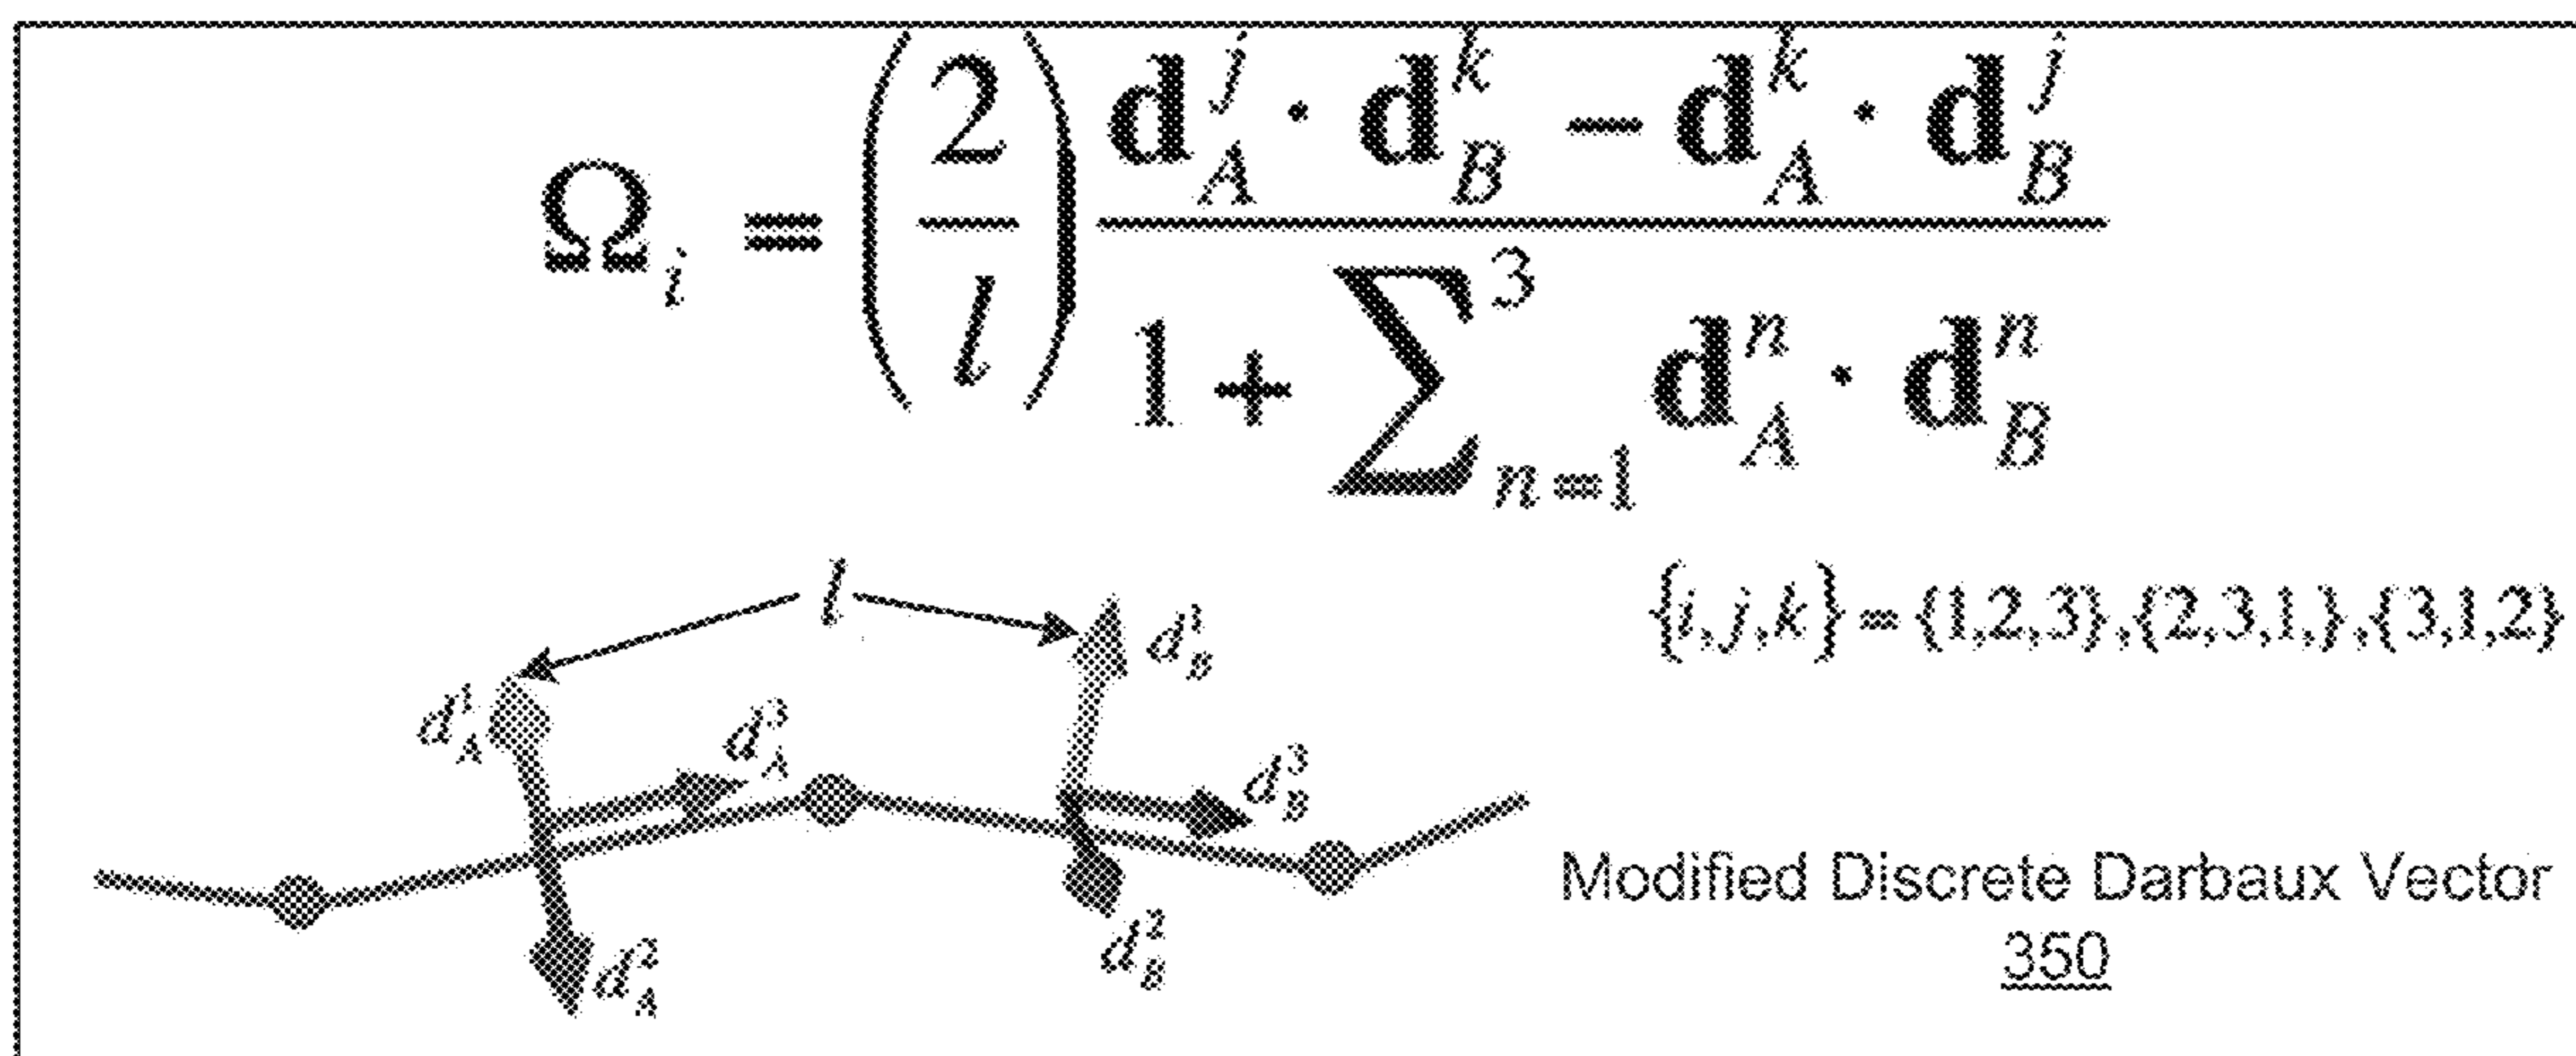 Ω_i = (2/l) (d_A^j · d_B^k − d_A^k · d_B^j) / (1 + ∑_{n=1}^3 d_A^n · d_B^n)
{i,j,k} = {1,2,3},{2,3,1,},{3,1,2}
l
d_B^1
d_A^1
d_A^3
d_B^3
Modified Discrete Darbaux Vector
d_A^2
d_B^2
350